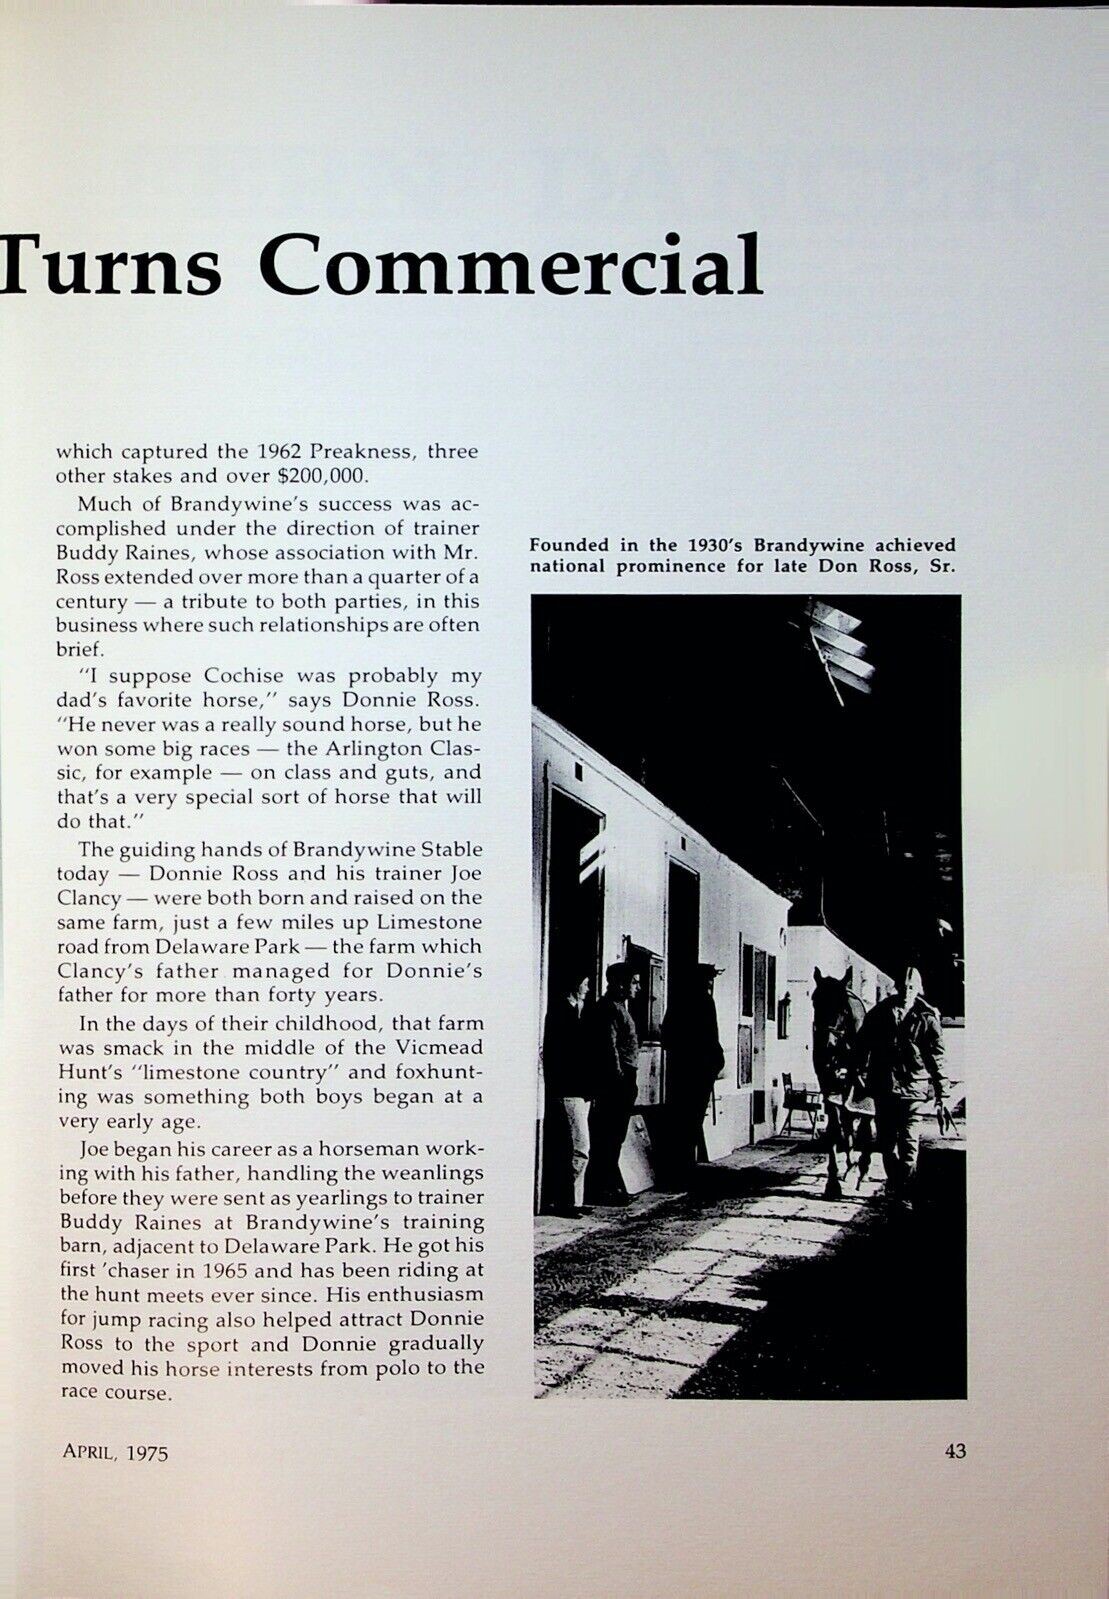 Turns Commercial
which captured the 1962 Preakness, three
other stakes and over $200,000.
Much of Brandywine's success was ac-
complished under the direction of trainer
Buddy Raines, whose association with Mr.
Ross extended over more than a quarter of a
century — a tribute to both parties, in this
business where such relationships are often
brief.
"I suppose Cochise was probably my
dad's favorite horse," says Donnie Ross.
"He never was a really sound horse, but he
won some big races — the Arlington Clas-
sic, for example — on class and guts, and
that's a very special sort of horse that will
do that."
The guiding hands of Brandywine Stable
today — Donnie Ross and his trainer Joe
Clancy — were both born and raised on the
same farm, just a few miles up Limestone
road from Delaware Park — the farm which
Clancy's father managed for Donnie's
father for more than forty years.
In the days of their childhood, that farm
was smack in the middle of the Vicmead
Hunt's "limestone country" and foxhunt-
ing was something both boys began at a
very early age.
Joe began his career as a horseman work-
ing with his father, handling the weanlings
before they were sent as yearlings to trainer
Buddy Raines at Brandywine's training
barn, adjacent to Delaware Park. He got his
first 'chaser in 1965 and has been riding at
the hunt meets ever since. His enthusiasm
for jump racing also helped attract Donnie
Ross to the sport and Donnie gradually
moved his horse interests from polo to the
race course.
Founded in the 1930's Brandywine achieved
national prominence for late Don Ross, Sr.
APRIL, 1975
43